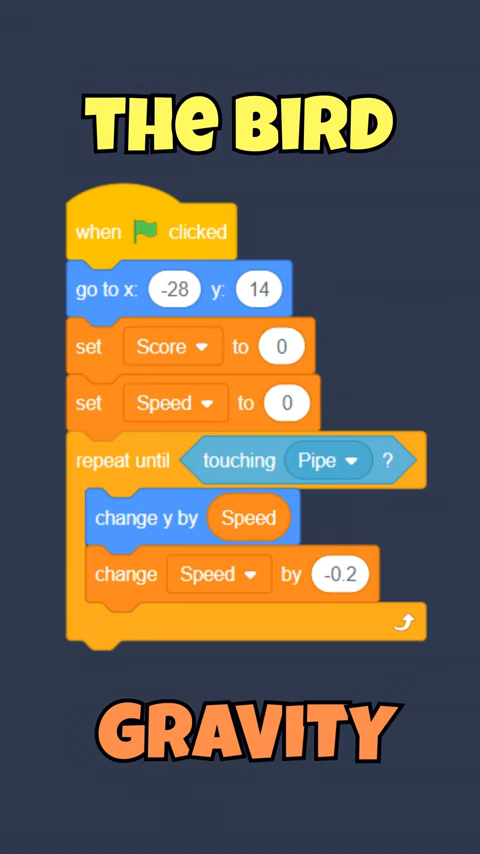 THE BIRD
when clicked
go to x: -28 y: 14
set Score to 0
set Speed to 0
repeat until touching Pipe ?
change y by Speed
change Speed by -0.2
GRAVITY